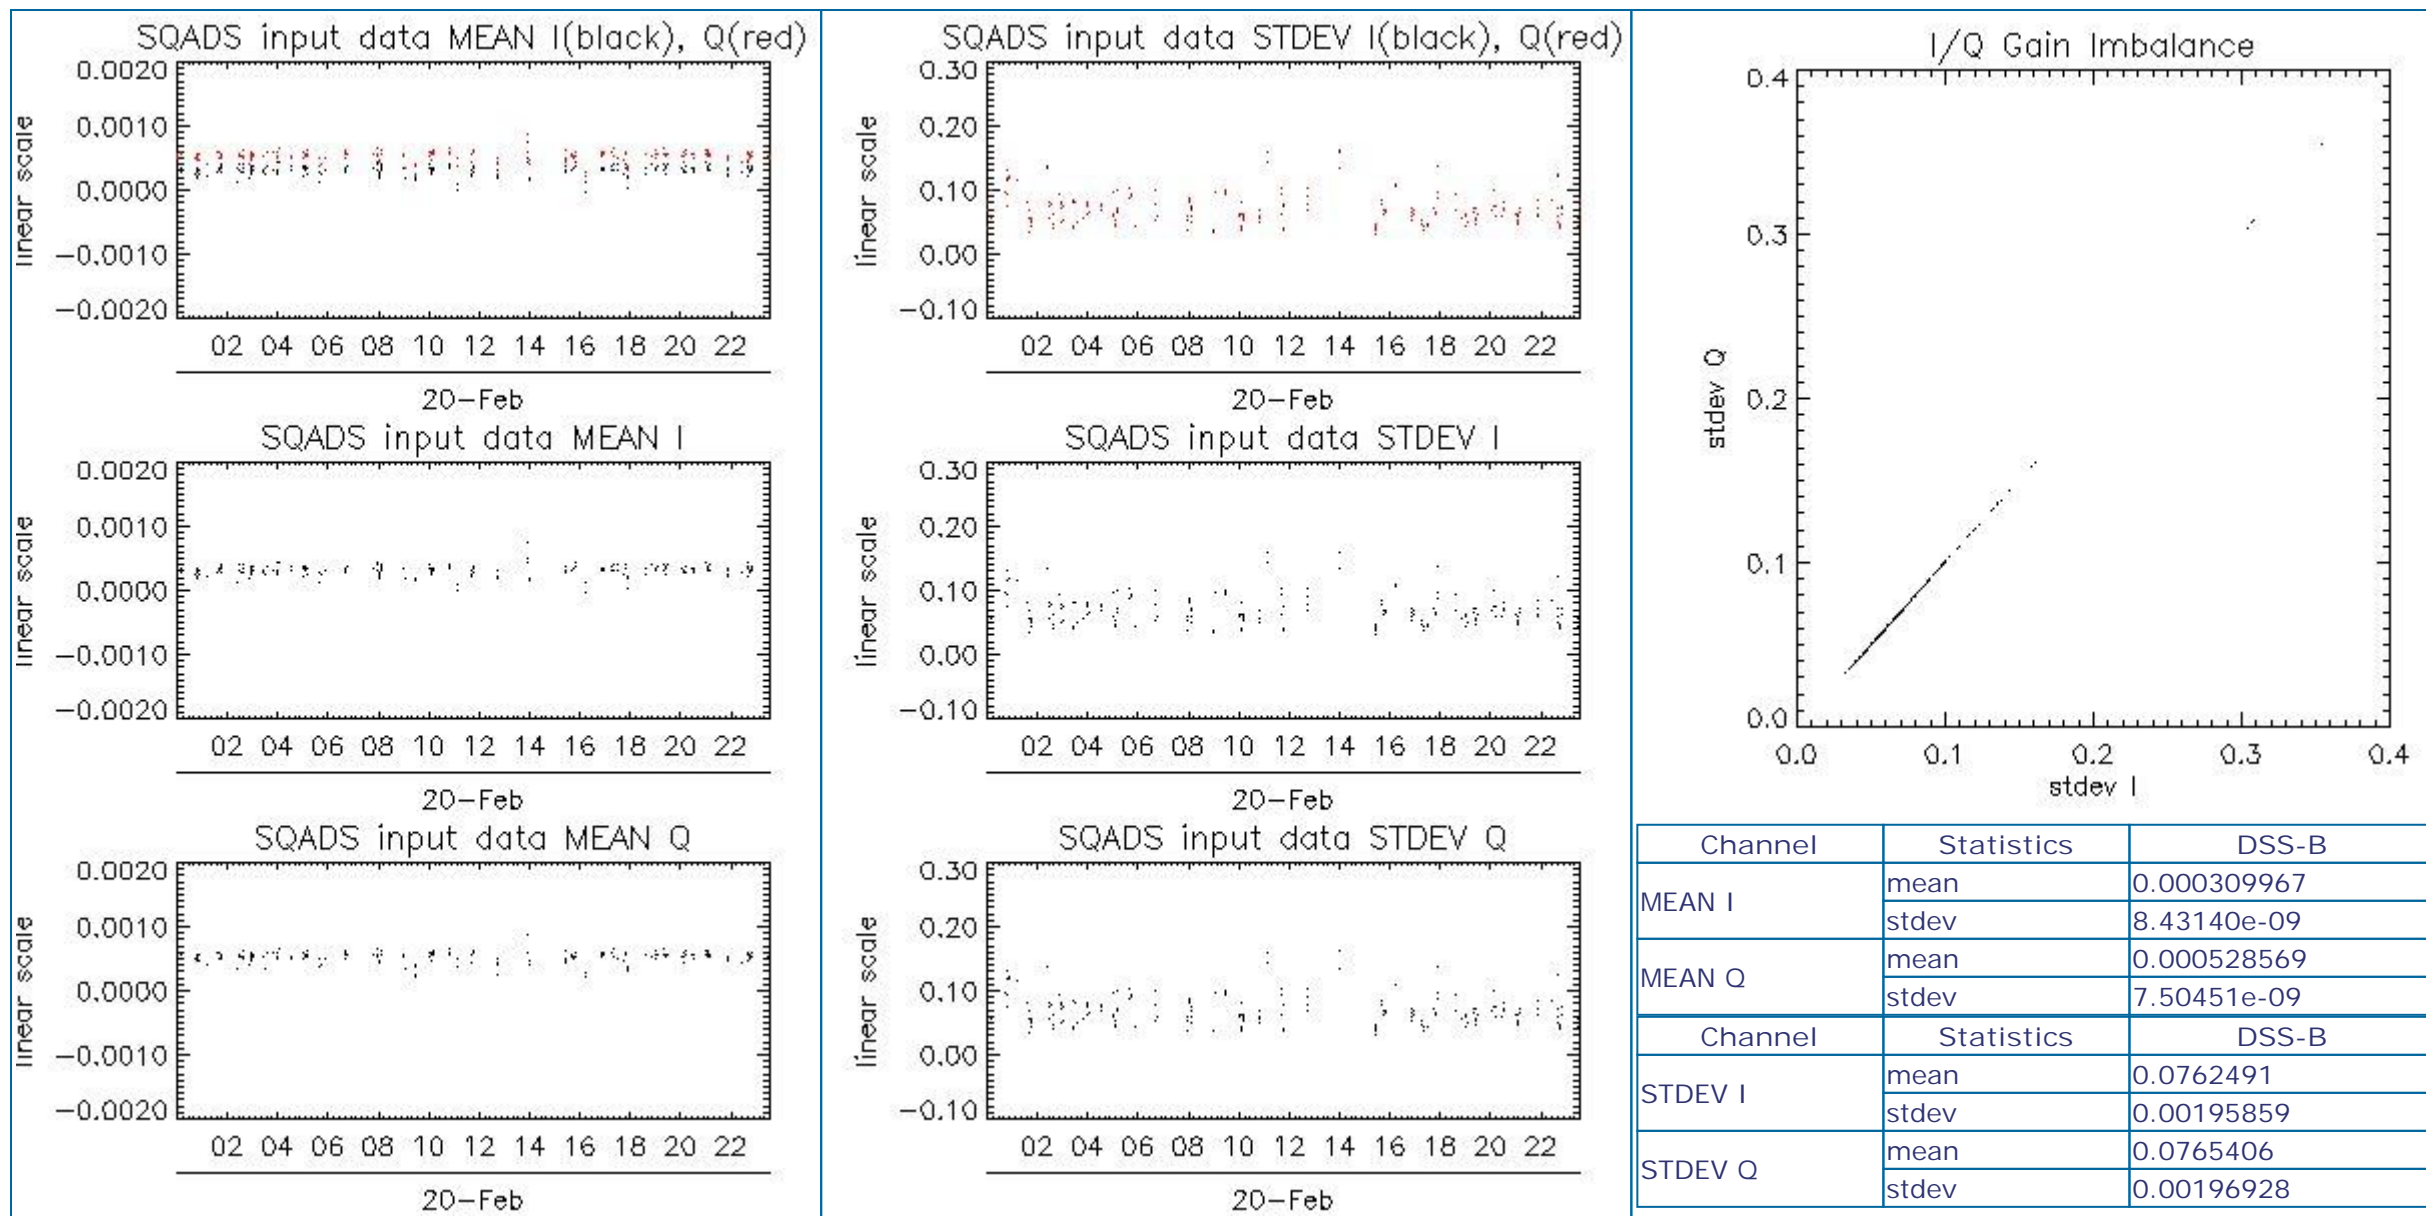 SQADS input data MEAN I(black), Q(red)
0.0020
0.0010
0.0000
-0.0010
-0.0020
linear scale
02 04 06 08 10 12 14 16 18 20 22
20-Feb
SQADS input data MEAN I
0.0020
0.0010
0.0000
-0.0010
-0.0020
linear scale
02 04 06 08 10 12 14 16 18 20 22
20-Feb
SQADS input data MEAN Q
0.0020
0.0010
0.0000
-0.0010
-0.0020
linear scale
02 04 06 08 10 12 14 16 18 20 22
20-Feb
SQADS input data STDEV I(black), Q(red)
0.30
0.20
0.10
0.00
-0.10
linear scale
02 04 06 08 10 12 14 16 18 20 22
20-Feb
SQADS input data STDEV I
0.30
0.20
0.10
0.00
-0.10
linear scale
02 04 06 08 10 12 14 16 18 20 22
20-Feb
SQADS input data STDEV Q
0.30
0.20
0.10
0.00
-0.10
linear scale
02 04 06 08 10 12 14 16 18 20 22
20-Feb
I/Q Gain Imbalance
0.4
0.3
0.2
0.1
0.0
stdev Q
0.0 0.1 0.2 0.3 0.4
stdev I
Channel Statistics DSS-B
MEAN I mean 0.000309967
stdev 8.43140e-09
MEAN Q mean 0.000528569
stdev 7.50451e-09
Channel Statistics DSS-B
STDEV I mean 0.0762491
stdev 0.00195859
STDEV Q mean 0.0765406
stdev 0.00196928